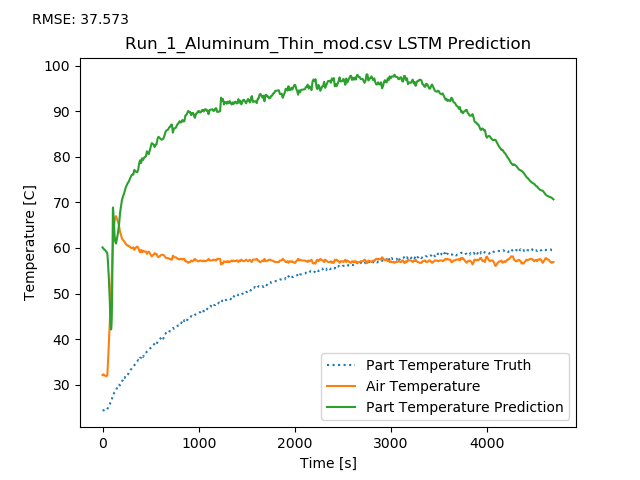 RMSE: 37.573
Run_1_Aluminum_Thin_mod.csv LSTM Prediction
100
90
80
70
60
50
40
30
Temperature [C]
Part Temperature Truth
Air Temperature
Part Temperature Prediction
0 1000 2000 3000 4000
Time [s]